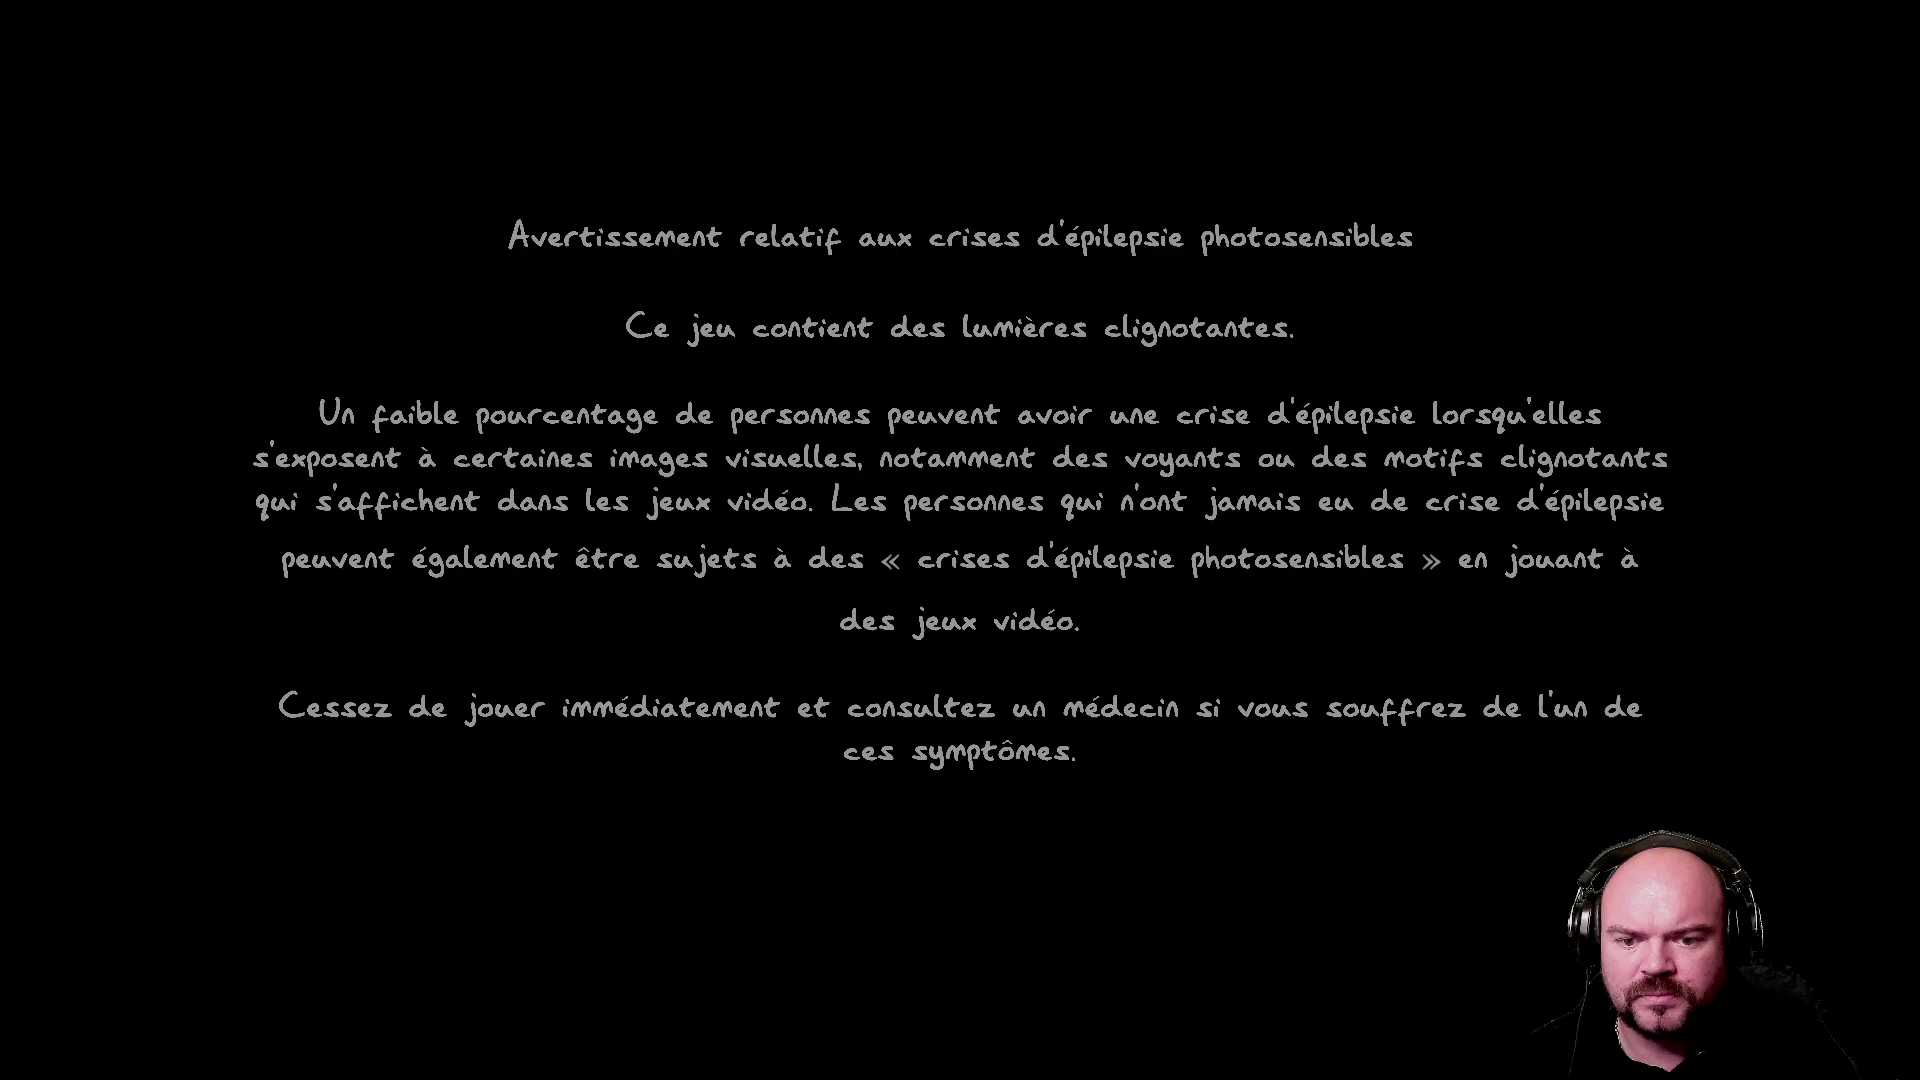 Avertissement relatif aux crises d'épilepsie photosensibles
Ce jeu contient des lumières clignotantes.
Un faible pourcentage de personnes peuvent avoir une crise d'épilepsie lorsqu'elles
s'exposent à certaines images visuelles, notamment des voyants ou des motifs clignotants
qui s'affichent dans les jeux vidéo. Les personnes qui n'ont jamais eu de crise d'épilepsie
peuvent également être sujets à des « crises d'épilepsie photosensibles » en jouant à
des jeux vidéo.
Cessez de jouer immédiatement et consultez un médecin si vous souffrez de l'un de
ces symptômes.